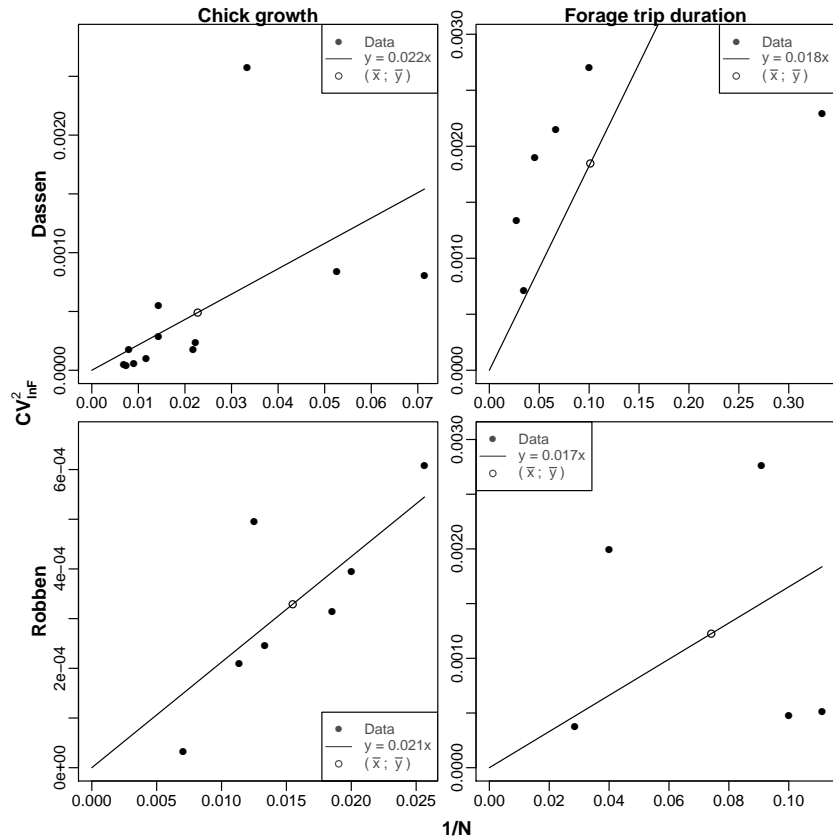 Chick growth
Forage trip duration
Data
y = 0.022x
( x̅ ; y̅ )
Data
y = 0.018x
( x̅ ; y̅ )
Dassen
0.0000 0.0010 0.0020
0.0000 0.0010 0.0020 0.0030
0.00 0.01 0.02 0.03 0.04 0.05 0.06 0.07
0.00 0.05 0.10 0.15 0.20 0.25 0.30
CV²lnF
Data
y = 0.017x
( x̅ ; y̅ )
Robben
0e+00 2e-04 4e-04 6e-04
0.0000 0.0010 0.0020 0.0030
Data
y = 0.021x
( x̅ ; y̅ )
0.000 0.005 0.010 0.015 0.020 0.025
0.00 0.02 0.04 0.06 0.08 0.10
1/N